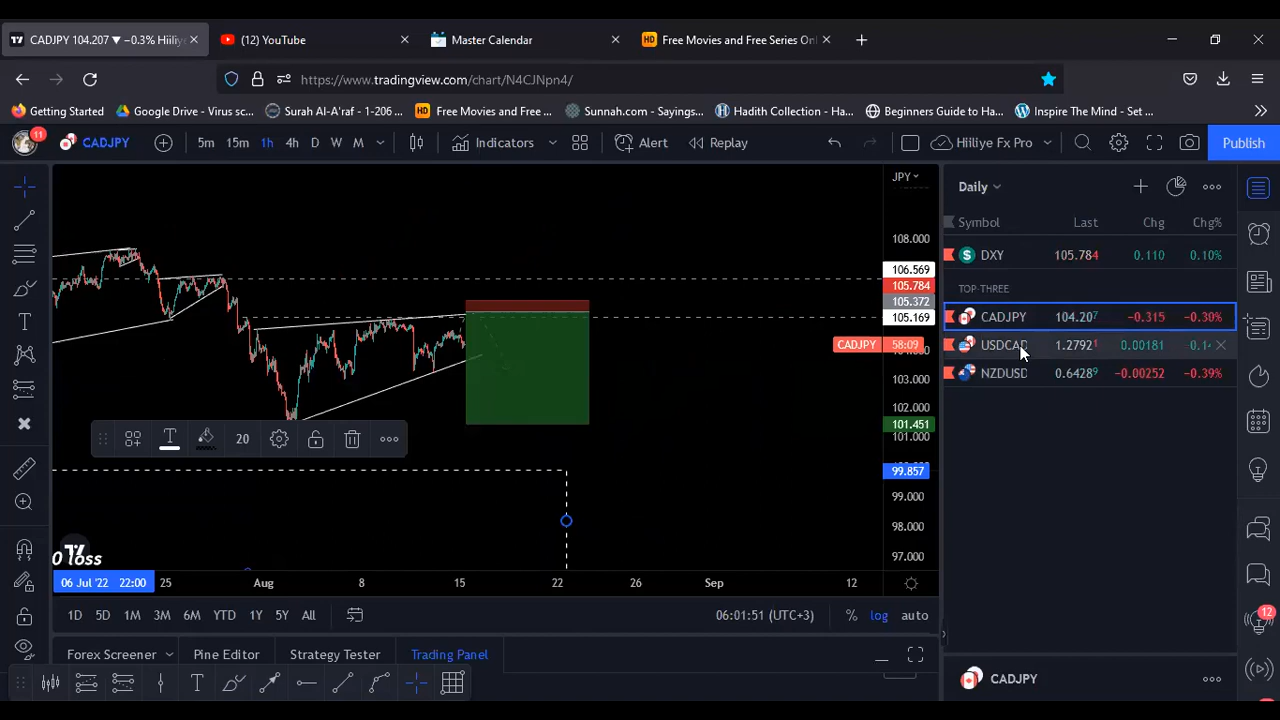 CADJPY 104.207 ▼ −0.3% Hiiliye
(12) YouTube
Master Calendar
Free Movies and Free Series On
https://www.tradingview.com/chart/N4CJNpn4/
Getting Started
Google Drive - Virus sc...
Surah Al-A'raf - 1-206 ...
HD Free Movies and Free ...
Sunnah.com - Sayings...
Hadith Collection - Ha...
Beginners Guide to Ha...
Inspire The Mind - Set ...
11
CADJPY
5m 15m 1h 4h D W M
Indicators
Alert
Replay
Hiiliye Fx Pro
Publish
JPY
108.000
106.569
105.784
105.372
105.169
CADJPY 58:09
103.000
102.000
101.451
101.000
99.857
99.000
98.000
97.000
20
0 loss
06 Jul '22 22:00 25 Aug 8 15 22 26 Sep 12
1D 5D 1M 3M 6M YTD 1Y 5Y All
06:01:51 (UTC+3)
% log auto
Forex Screener
Pine Editor
Strategy Tester
Trading Panel
Daily
Symbol Last Chg Chg%
DXY 105.784 0.110 0.10%
TOP-THREE
CADJPY 104.207 −0.315 −0.30%
USDCAD 1.27921 0.00181
NZDUSD 0.64289 −0.00252 −0.39%
12
CADJPY